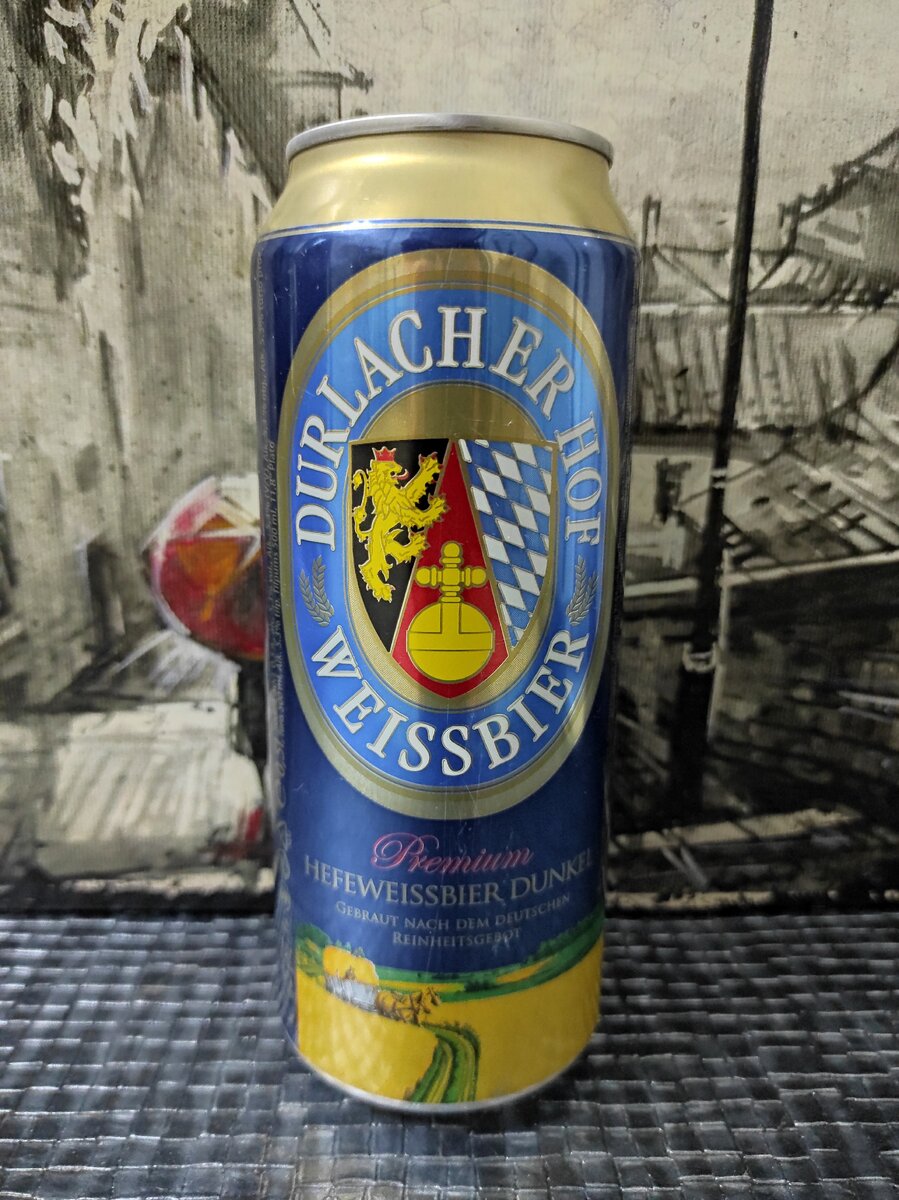 DURLACHER HOF
WEISSBIER
Premium
HEFEWEISSBIER DUNKEL
GEBRAUT NACH DEM DEUTSCHEN
REINHEITSGEBOT